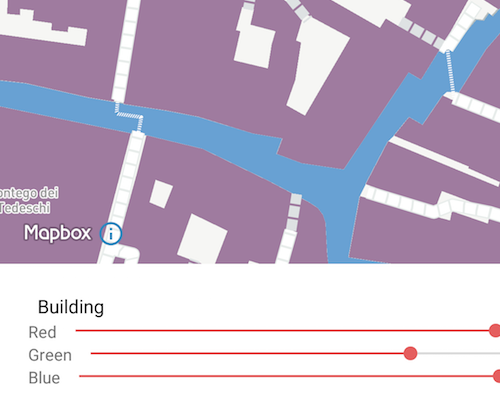 ontego dei
Tedeschi
Mapbox
Building
Red
Green
Blue